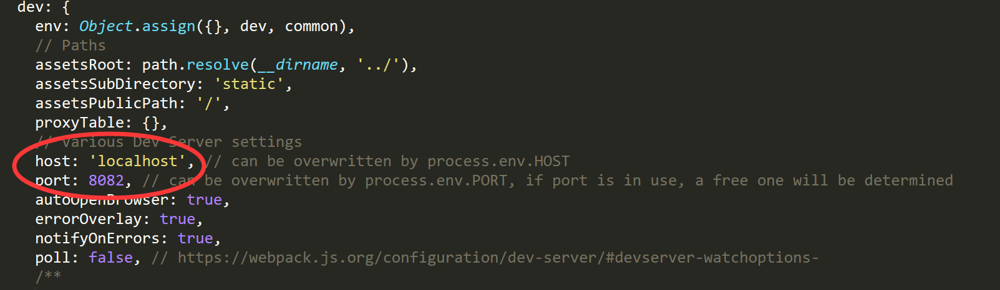 dev: {
env: Object.assign({}, dev, common),
// Paths
assetsRoot: path.resolve(__dirname, '../'),
assetsSubDirectory: 'static',
assetsPublicPath: '/',
proxyTable: {},
// Various Dev Server settings
host: 'localhost', // can be overwritten by process.env.HOST
port: 8082, // can be overwritten by process.env.PORT, if port is in use, a free one will be determined
autoOpenBrowser: true,
errorOverlay: true,
notifyOnErrors: true,
poll: false, // https://webpack.js.org/configuration/dev-server/#devserver-watchoptions-
/**